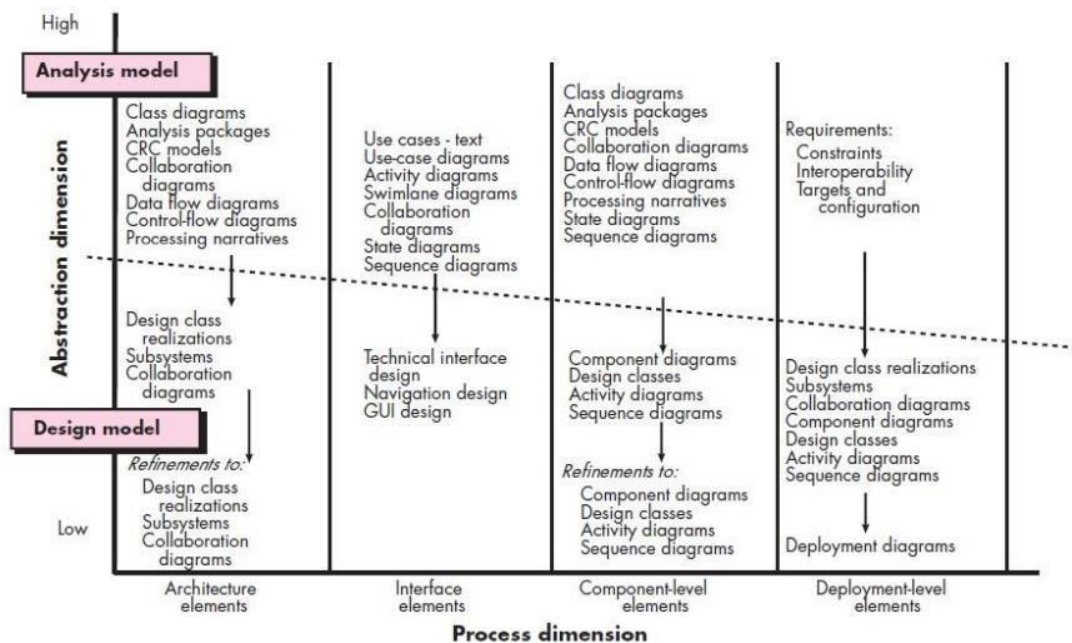 High
Analysis model
Abstraction dimension
Design model
Low
Class diagrams
Analysis packages
CRC models
Collaboration
diagrams
Data flow diagrams
Control-flow diagrams
Processing narratives
Design class
realizations
Subsystems
Collaboration
diagrams
Refinements to:
Design class
realizations
Subsystems
Collaboration
diagrams
Use cases - text
Use-case diagrams
Activity diagrams
Swimlane diagrams
Collaboration
diagrams
State diagrams
Sequence diagrams
Technical interface
design
Navigation design
GUI design
Class diagrams
Analysis packages
CRC models
Collaboration diagrams
Data flow diagrams
Control-flow diagrams
Processing narratives
State diagrams
Sequence diagrams
Component diagrams
Design classes
Activity diagrams
Sequence diagrams
Refinements to:
Component diagrams
Design classes
Activity diagrams
Sequence diagrams
Requirements:
Constraints
Interoperability
Targets and
configuration
Design class realizations
Subsystems
Collaboration diagrams
Component diagrams
Design classes
Activity diagrams
Sequence diagrams
Deployment diagrams
Architecture
elements
Interface
elements
Component-level
elements
Deployment-level
elements
Process dimension